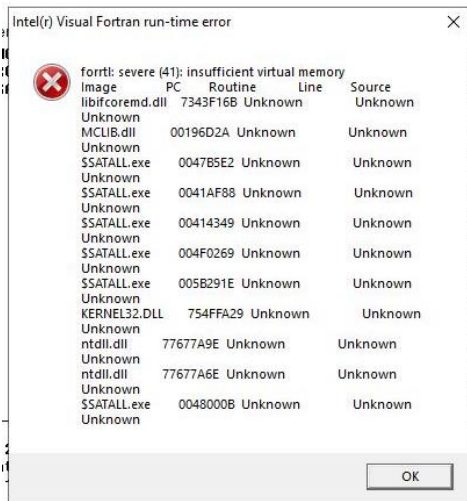 Intel(r) Visual Fortran run-time error
forrtl: severe (41): insufficient virtual memory
Image PC Routine Line Source
libifcoremd.dll 7343F16B Unknown Unknown
Unknown
MCLIB.dll 00196D2A Unknown Unknown
Unknown
$SATALL.exe 0047B5E2 Unknown Unknown
Unknown
$SATALL.exe 0041AF88 Unknown Unknown
Unknown
$SATALL.exe 00414349 Unknown Unknown
Unknown
$SATALL.exe 004F0269 Unknown Unknown
Unknown
$SATALL.exe 005B291E Unknown Unknown
Unknown
KERNEL32.DLL 754FFA29 Unknown Unknown
Unknown
ntdll.dll 77677A9E Unknown Unknown
Unknown
ntdll.dll 77677A6E Unknown Unknown
Unknown
$SATALL.exe 0048000B Unknown Unknown
Unknown
OK